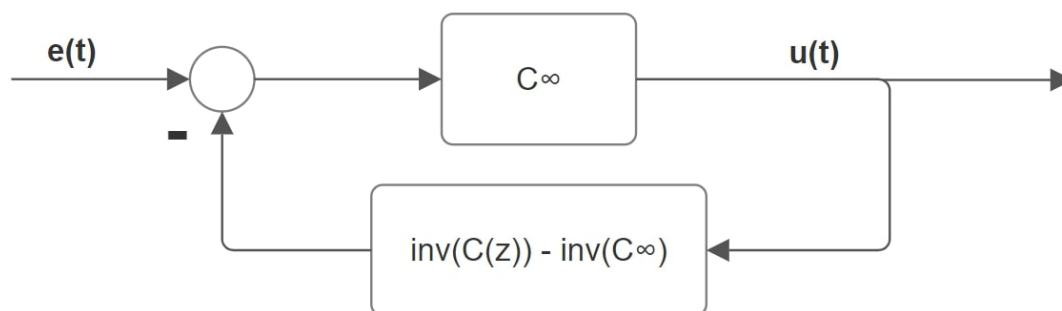 e(t)
C∞
u(t)
-
inv(C(z)) - inv(C∞)